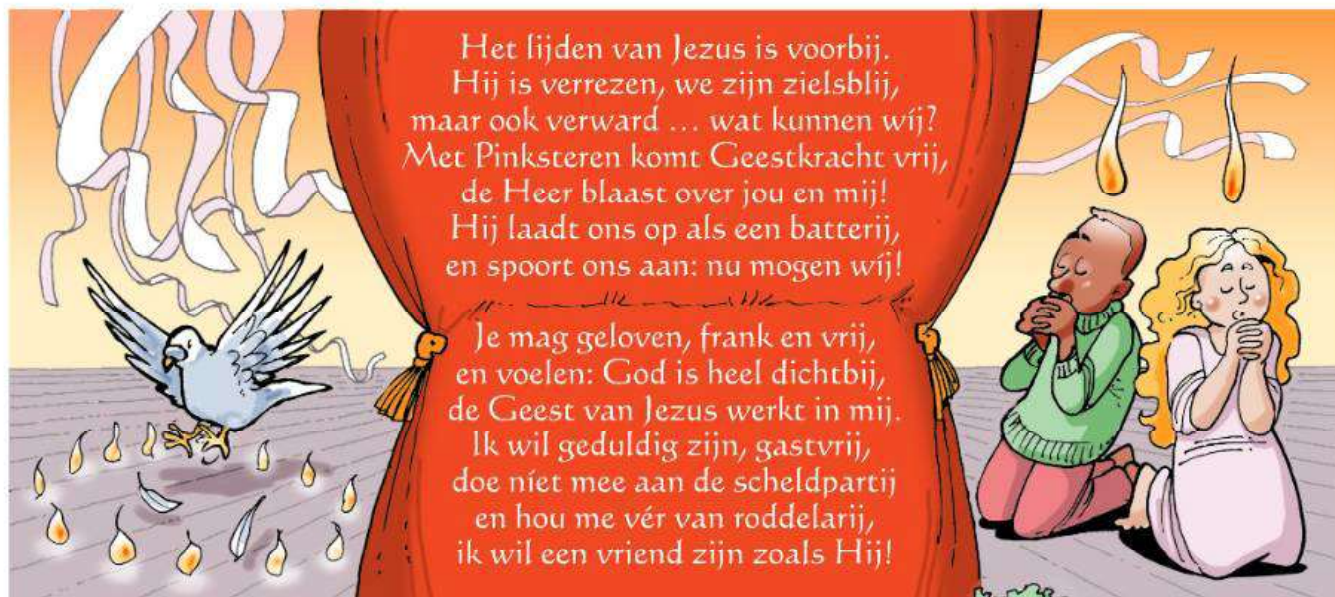 Het lijden van Jezus is voorbij.
Hij is verrezen, we zijn zielsblij,
maar ook verward ... wat kunnen wíj?
Met Pinksteren komt Geestkracht vrij,
de Heer blaast over jou en mij!
Hij laadt ons op als een batterij,
en spoort ons aan: nu mogen wíj!
Je mag geloven, frank en vrij,
en voelen: God is heel dichtbij,
de Geest van Jezus werkt in mij.
Ik wil geduldig zijn, gastvrij,
doe níet mee aan de scheldpartij
en hou me vér van roddelarij,
ik wil een vriend zijn zoals Hij!